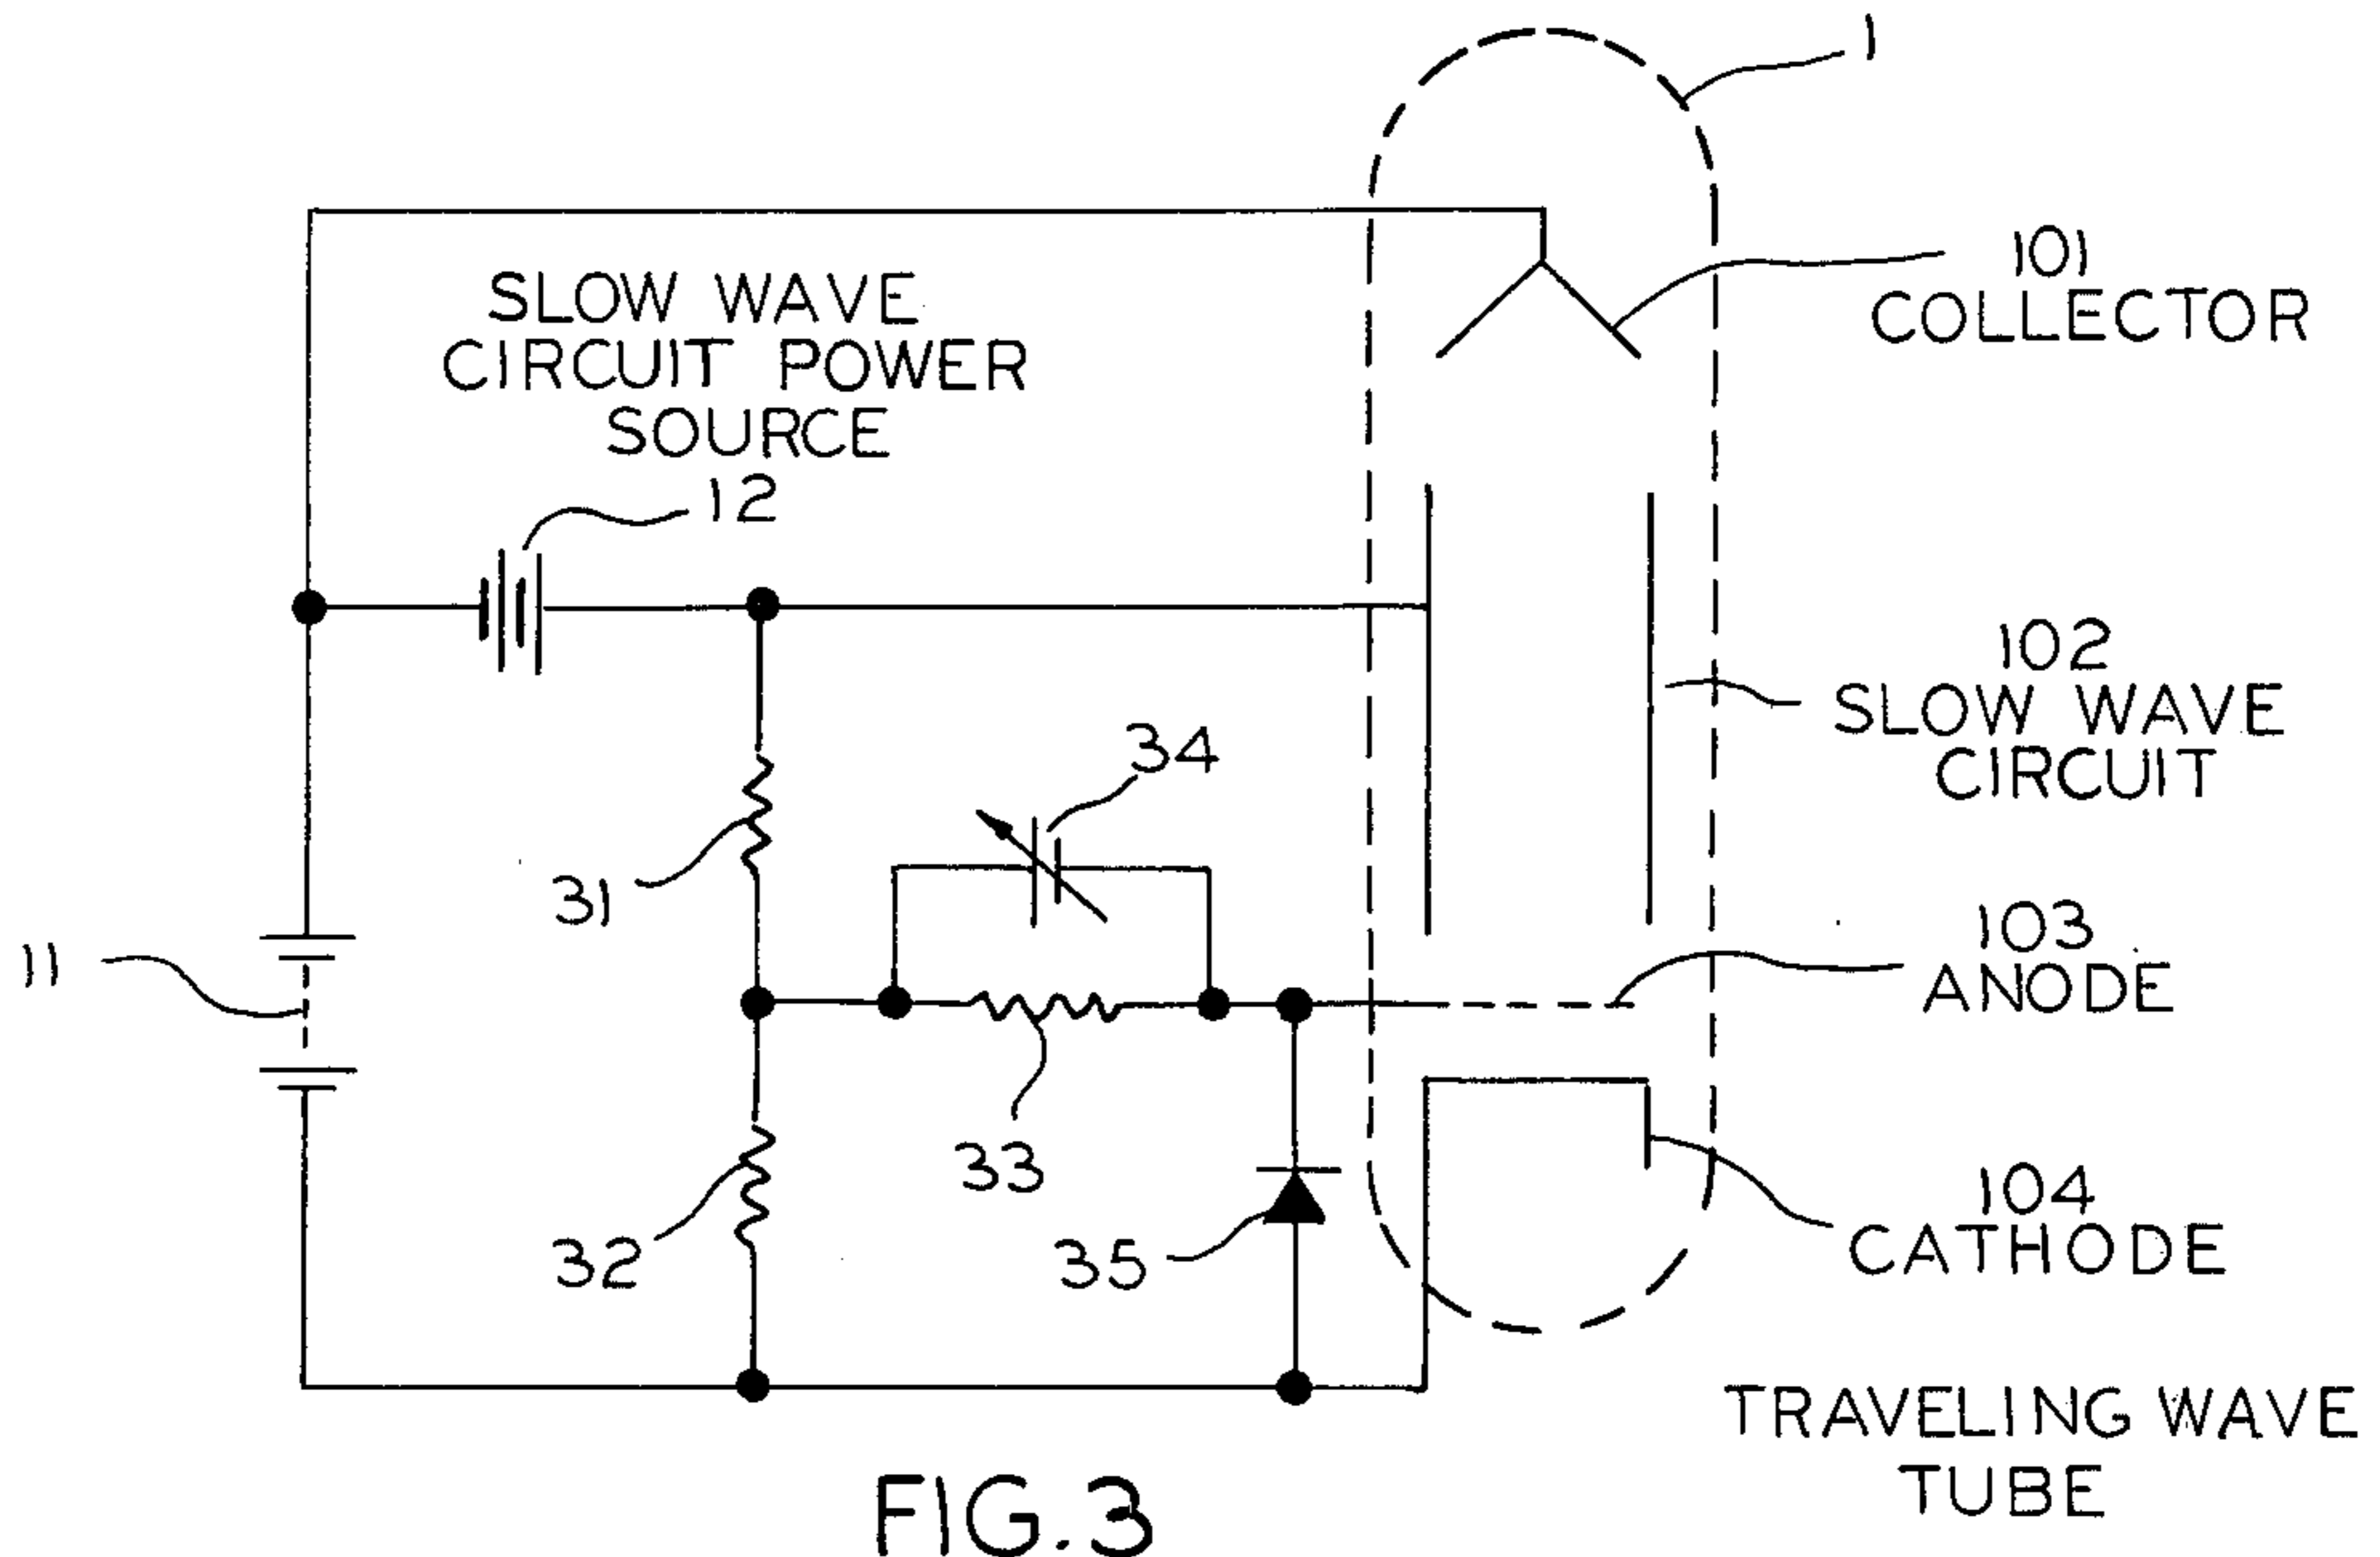 1
101
COLLECTOR
SLOW WAVE
CIRCUIT POWER
SOURCE
12
102
SLOW WAVE
CIRCUIT
34
31
103
ANODE
11
33
104
CATHODE
32
35
TRAVELING WAVE
TUBE
FIG.3